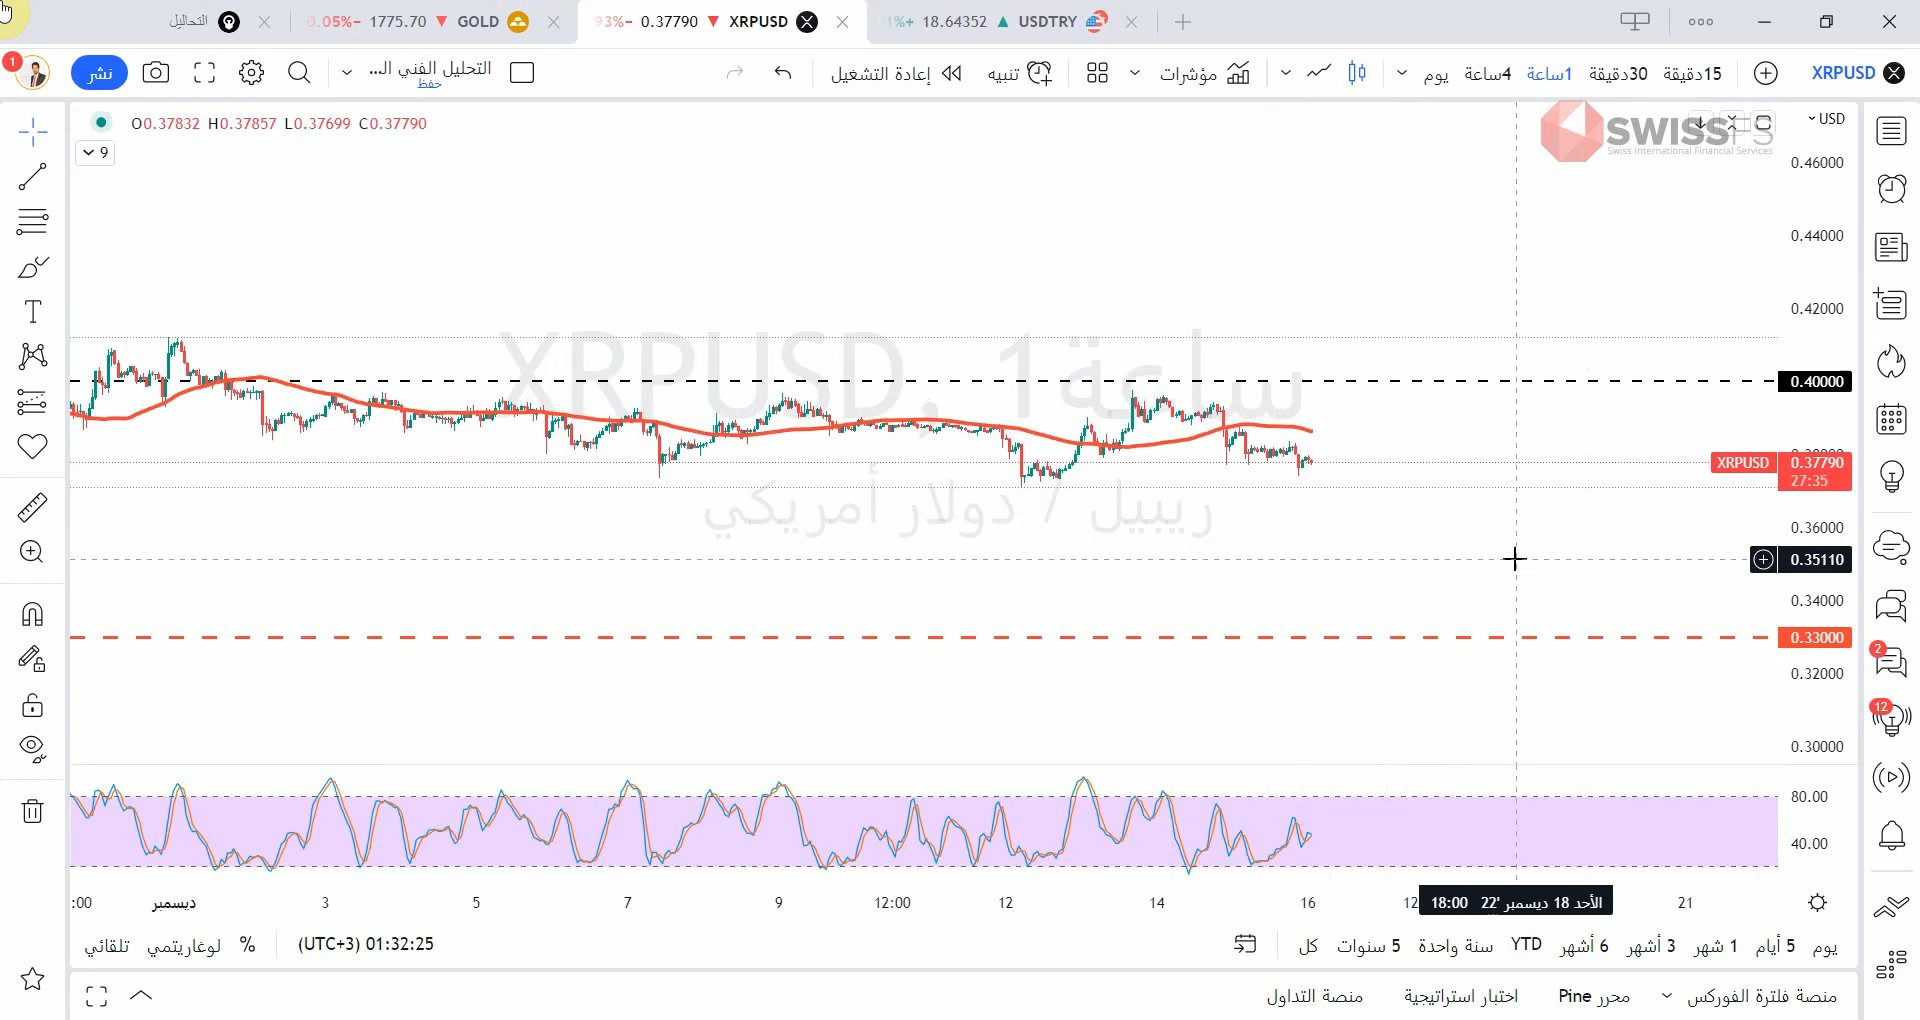 التحاليل
0.05%− 1775.70 GOLD
93%− 0.37790 XRPUSD
1%+ 18.64352 USDTRY
1
نشر
التحليل الفني الـ...
حفظ
إعادة التشغيل
تنبيه
مؤشرات
يوم
4ساعة
1ساعة
30دقيقة
15دقيقة
XRPUSD
O0.37832 H0.37857 L0.37699 C0.37790
9
SWISSFS
Swiss International Financial Services
USD
0.46000
0.44000
0.42000
XRPUSD, 1ساعة
ريبيل / دولار أمريكي
0.40000
XRPUSD 0.37790
27:35
0.36000
0.35110
0.34000
0.33000
0.32000
0.30000
80.00
40.00
2
12
:00 ديسمبر 3 5 7 9 12:00 12 14 16 12 الأحد 18 ديسمبر '22 18:00 21
تلقائي لوغاريتمي %
01:32:25 (UTC+3)
كل 5 سنوات سنة واحدة YTD 6 أشهر 3 أشهر 1 شهر 5 أيام يوم
منصة فلترة الفوركس محرر Pine اختبار استراتيجية منصة التداول